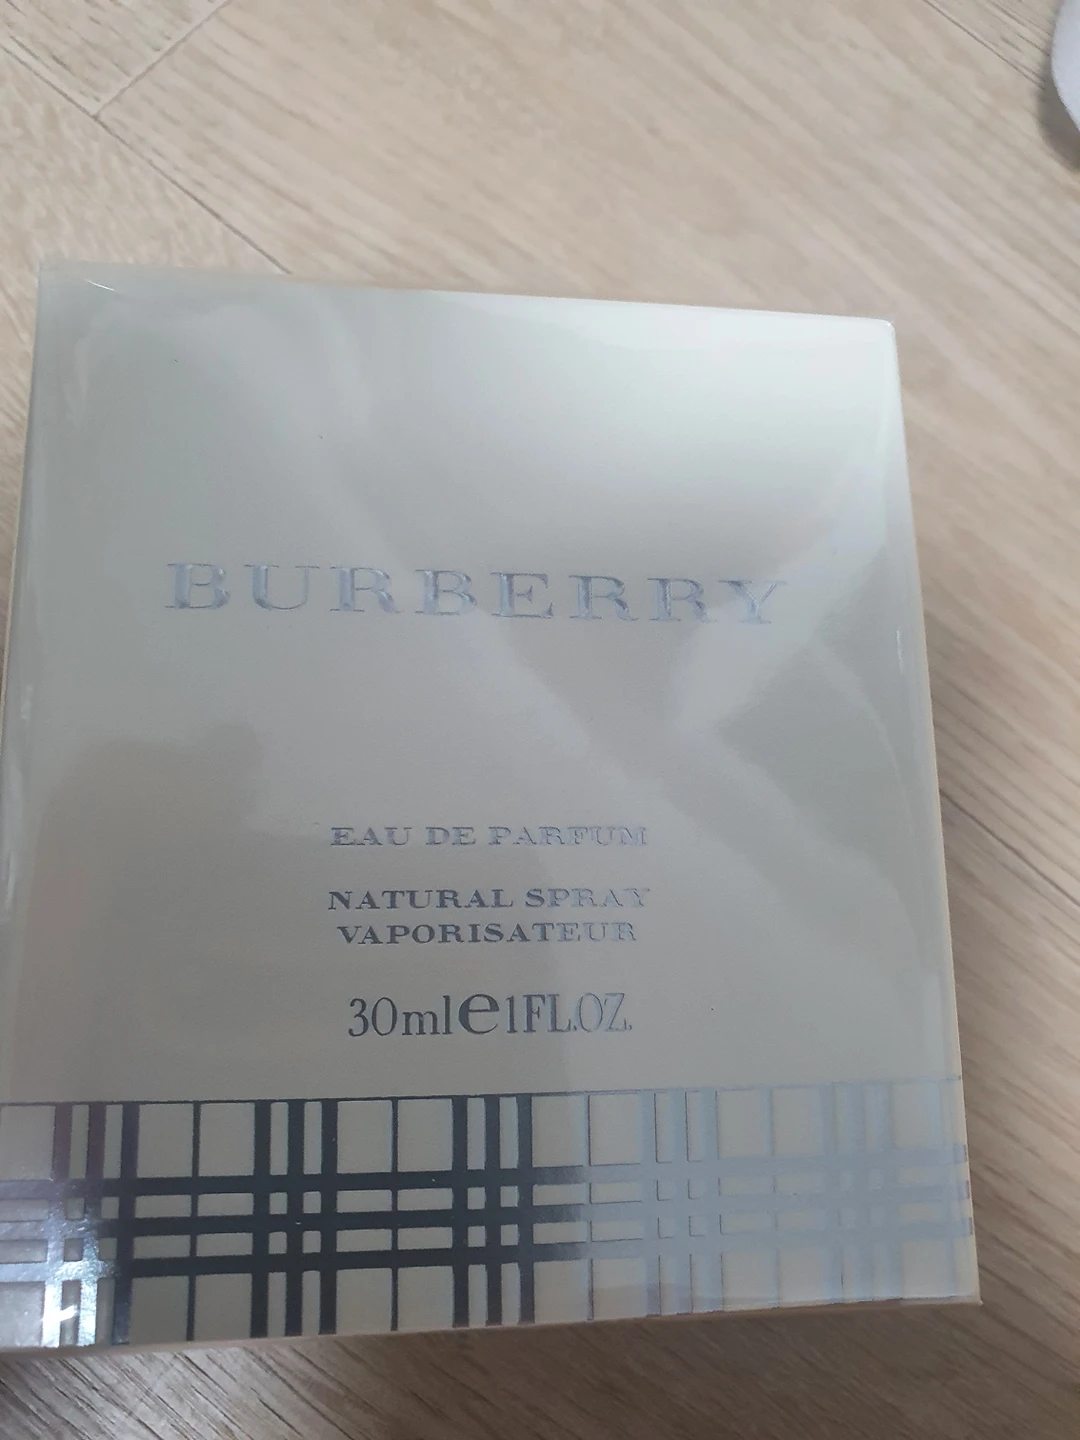 BURBERRY
EAU DE PARFUM
NATURAL SPRAY
VAPORISATEUR
30ml e 1FL.OZ.